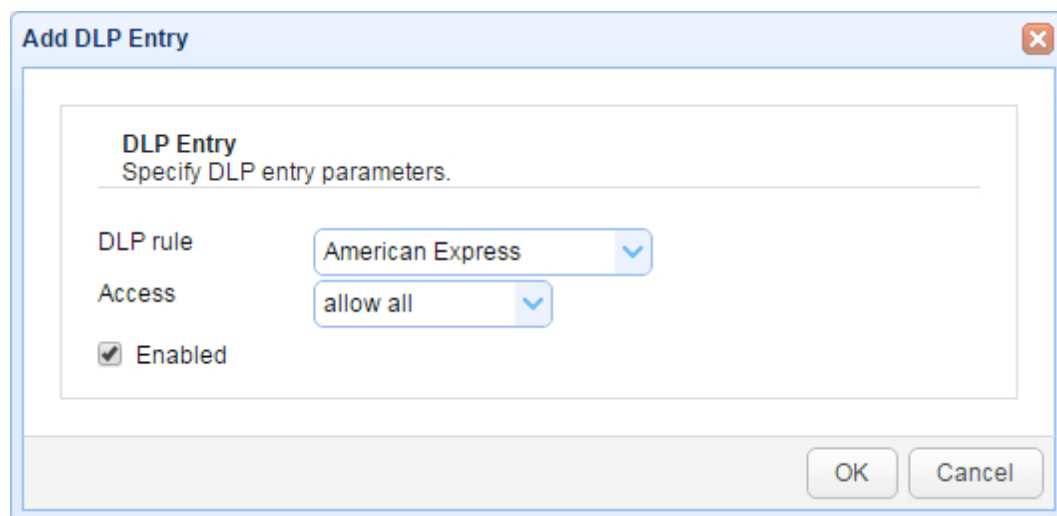 Add DLP Entry
DLP Entry
Specify DLP entry parameters.
DLP rule
American Express
Access
allow all
Enabled
OK
Cancel